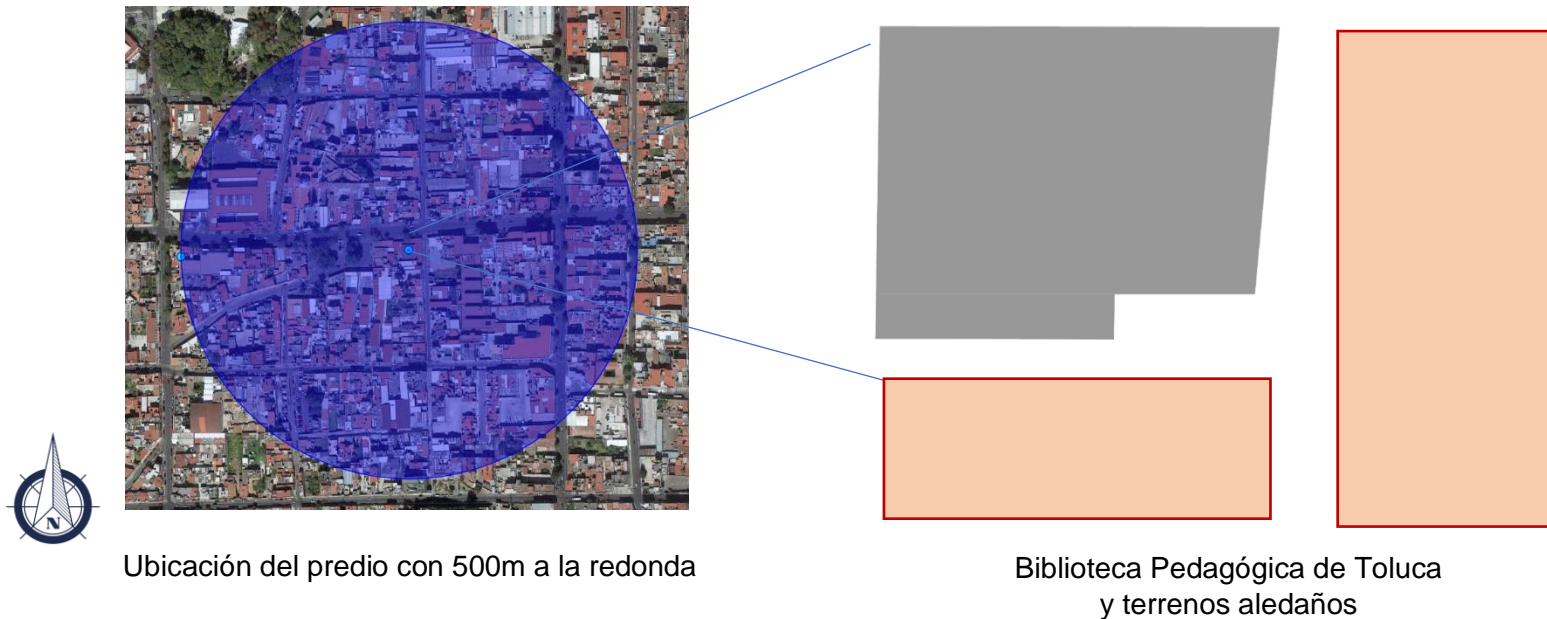 N
Ubicación del predio con 500m a la redonda
Biblioteca Pedagógica de Toluca
y terrenos aledaños